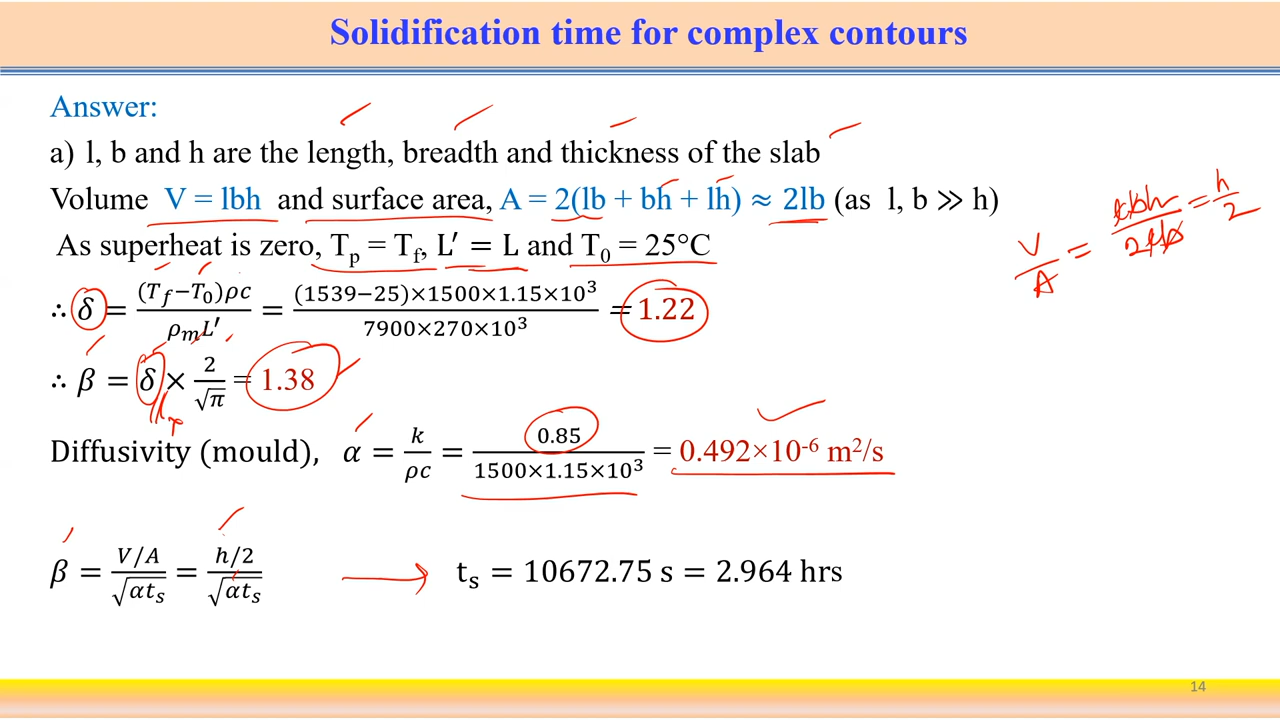 Solidification time for complex contours
Answer:
a) l, b and h are the length, breadth and thickness of the slab
Volume V = lbh and surface area, A = 2(lb + bh + lh) ≈ 2lb (as l, b ≫ h)
As superheat is zero, Tₚ = T_f, L′ = L and T₀ = 25°C
∴ δ = (T_f−T₀)ρc / ρₘL′ = (1539−25)×1500×1.15×10³ / 7900×270×10³ = 1.22
∴ β = δ × 2/√π = 1.38
Diffusivity (mould), α = k/ρc = 0.85 / 1500×1.15×10³ = 0.492×10⁻⁶ m²/s
β = V/A / √αtₛ = h/2 / √αtₛ tₛ = 10672.75 s = 2.964 hrs
V/A = lbh/2lb = h/2
14